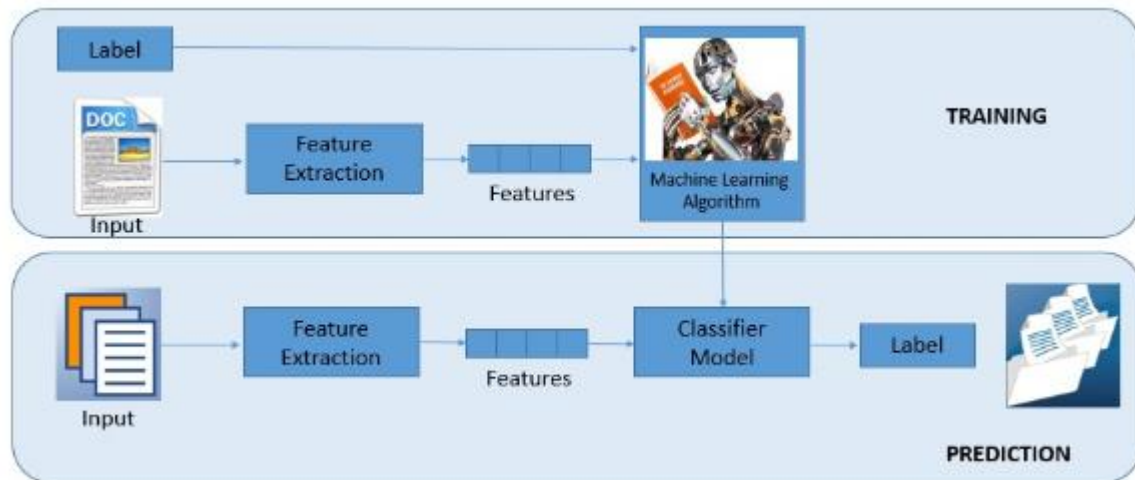 Label
TRAINING
DOC
Feature
Extraction
Features
Input
Machine Learning
Algorithm
Feature
Extraction
Features
Classifier
Model
Label
Input
PREDICTION